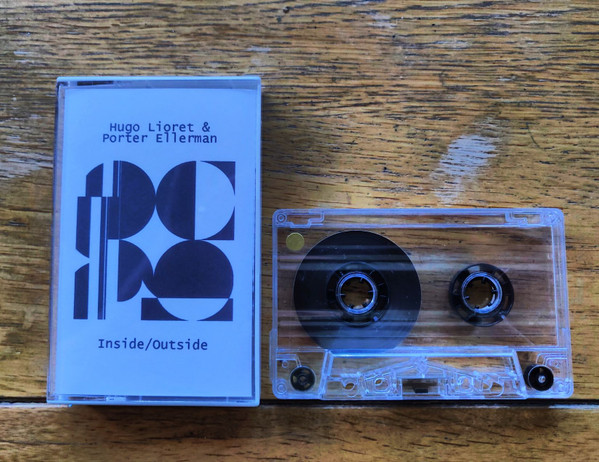 Hugo Lioret &
Porter Ellerman
Inside/Outside